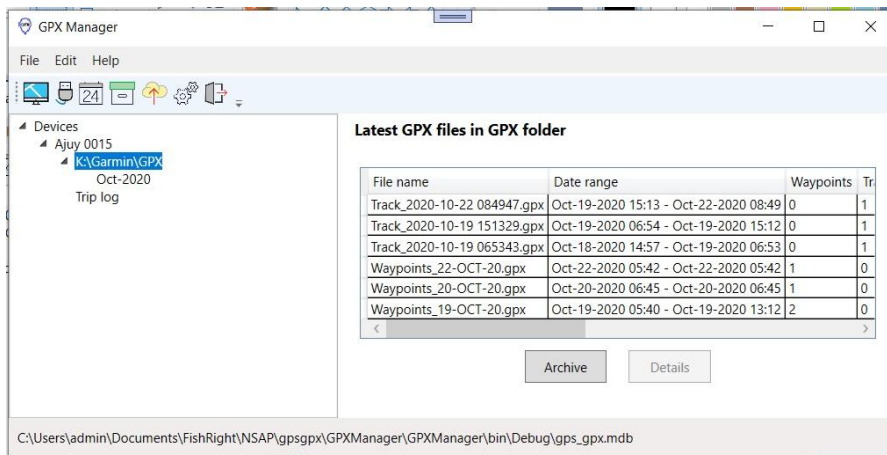 GPX Manager
File Edit Help
24
Devices
Ajuy 0015
K:\Garmin\GPX
Oct-2020
Trip log
Latest GPX files in GPX folder
File name Date range Waypoints Tr
Track_2020-10-22 084947.gpx Oct-19-2020 15:13 - Oct-22-2020 08:49 0 1
Track_2020-10-19 151329.gpx Oct-19-2020 06:54 - Oct-19-2020 15:12 0 1
Track_2020-10-19 065343.gpx Oct-18-2020 14:57 - Oct-19-2020 06:53 0 1
Waypoints_22-OCT-20.gpx Oct-22-2020 05:42 - Oct-22-2020 05:42 1 0
Waypoints_20-OCT-20.gpx Oct-20-2020 06:45 - Oct-20-2020 06:45 1 0
Waypoints_19-OCT-20.gpx Oct-19-2020 05:40 - Oct-19-2020 13:12 2 0
Archive Details
C:\Users\admin\Documents\FishRight\NSAP\gpsgpx\GPXManager\GPXManager\bin\Debug\gps_gpx.mdb